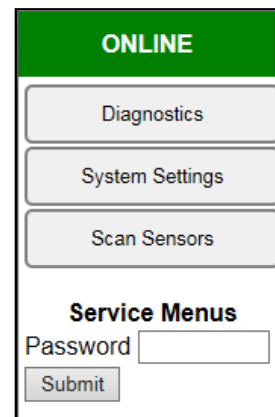 ONLINE
Diagnostics
System Settings
Scan Sensors
Service Menus
Password
Submit